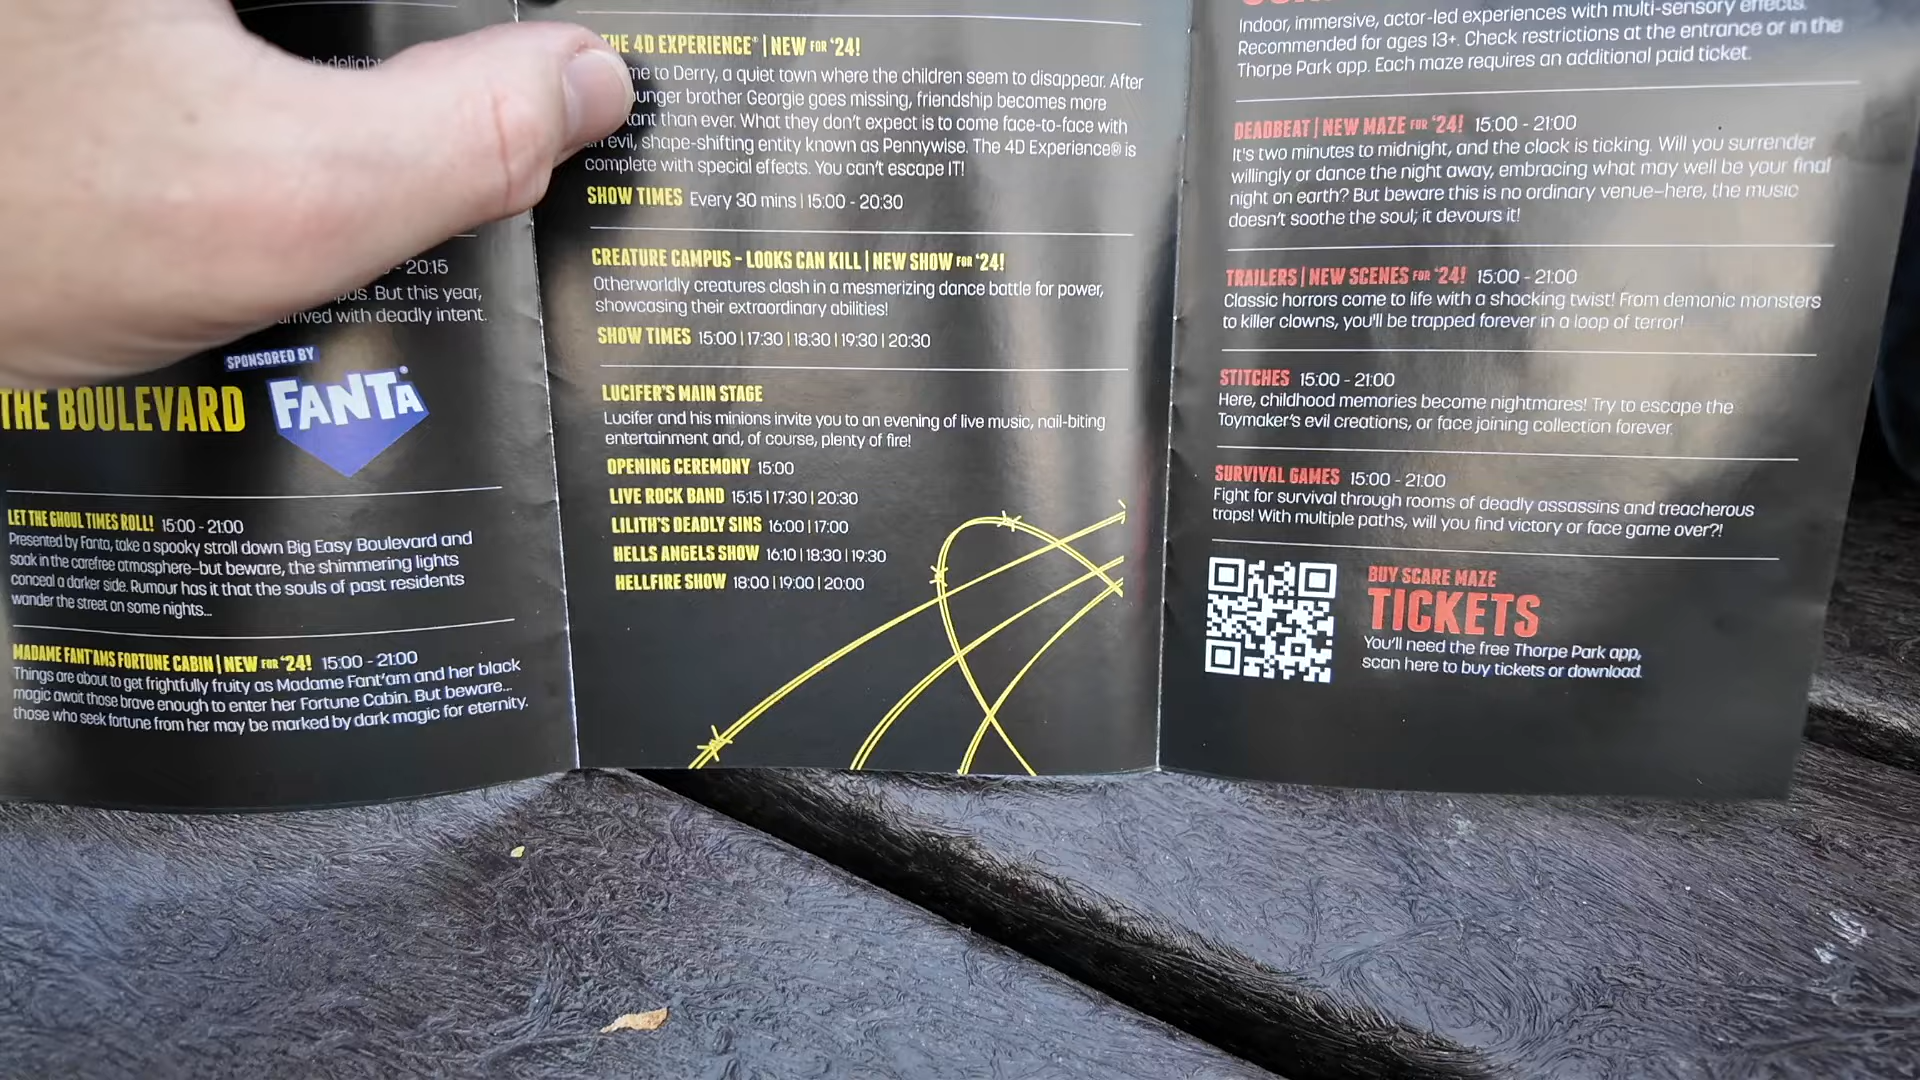 h delight
- 20:15
pus. But this year,
arrived with deadly intent.
SPONSORED BY
THE BOULEVARD FANTA
LET THE GHOUL TIMES ROLL! 15:00 - 21:00
Presented by Fanta, take a spooky stroll down Big Easy Boulevard and
soak in the carefree atmosphere–but beware, the shimmering lights
conceal a darker side. Rumour has it that the souls of past residents
wander the street on some nights...
MADAME FANT'AMS FORTUNE CABIN | NEW FOR '24! 15:00 - 21:00
Things are about to get frightfully fruity as Madame Fant'am and her black
magic await those brave enough to enter her Fortune Cabin. But beware...
those who seek fortune from her may be marked by dark magic for eternity.
THE 4D EXPERIENCE® | NEW FOR '24!
me to Derry, a quiet town where the children seem to disappear. After
unger brother Georgie goes missing, friendship becomes more
tant than ever. What they don't expect is to come face-to-face with
an evil, shape-shifting entity known as Pennywise. The 4D Experience® is
complete with special effects. You can't escape IT!
SHOW TIMES Every 30 mins | 15:00 - 20:30
CREATURE CAMPUS - LOOKS CAN KILL | NEW SHOW FOR '24!
Otherworldly creatures clash in a mesmerizing dance battle for power,
showcasing their extraordinary abilities!
SHOW TIMES 15:00 | 17:30 | 18:30 | 19:30 | 20:30
LUCIFER'S MAIN STAGE
Lucifer and his minions invite you to an evening of live music, nail-biting
entertainment and, of course, plenty of fire!
OPENING CEREMONY 15:00
LIVE ROCK BAND 15:15 | 17:30 | 20:30
LILITH'S DEADLY SINS 16:00 | 17:00
HELLS ANGELS SHOW 16:10 | 18:30 | 19:30
HELLFIRE SHOW 18:00 | 19:00 | 20:00
Indoor, immersive, actor-led experiences with multi-sensory effects.
Recommended for ages 13+. Check restrictions at the entrance or in the
Thorpe Park app. Each maze requires an additional paid ticket.
DEADBEAT | NEW MAZE FOR '24! 15:00 - 21:00
It's two minutes to midnight, and the clock is ticking. Will you surrender
willingly or dance the night away, embracing what may well be your final
night on earth? But beware this is no ordinary venue–here, the music
doesn't soothe the soul; it devours it!
TRAILERS | NEW SCENES FOR '24! 15:00 - 21:00
Classic horrors come to life with a shocking twist! From demonic monsters
to killer clowns, you'll be trapped forever in a loop of terror!
STITCHES 15:00 - 21:00
Here, childhood memories become nightmares! Try to escape the
Toymaker's evil creations, or face joining collection forever.
SURVIVAL GAMES 15:00 - 21:00
Fight for survival through rooms of deadly assassins and treacherous
traps! With multiple paths, will you find victory or face game over?!
BUY SCARE MAZE
TICKETS
You'll need the free Thorpe Park app,
scan here to buy tickets or download.